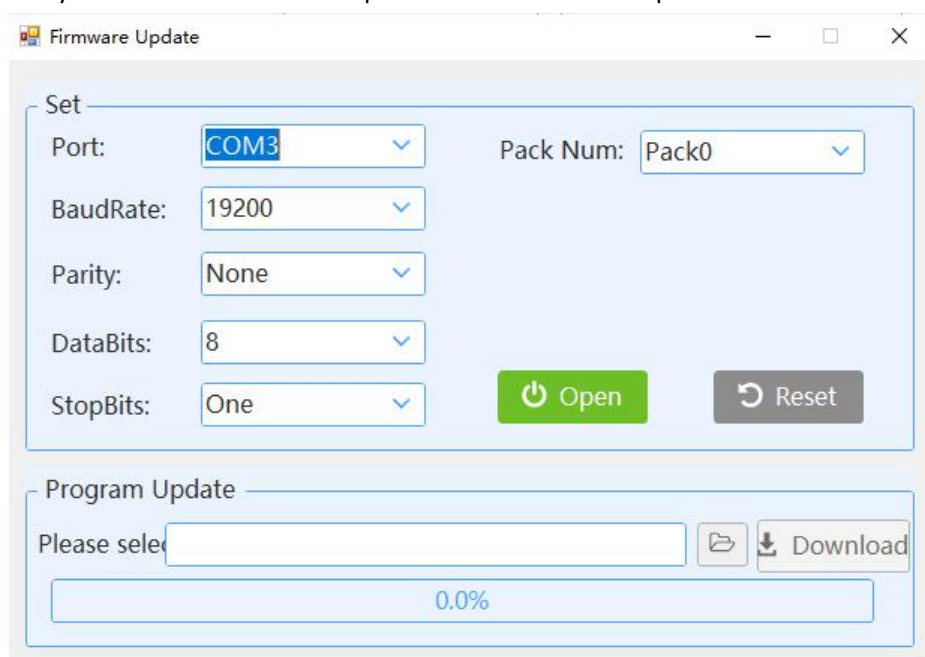 Firmware Update
Set
Port: COM3 Pack Num: Pack0
BaudRate: 19200
Parity: None
DataBits: 8
StopBits: One Open Reset
Program Update
Please selec Download
0.0%